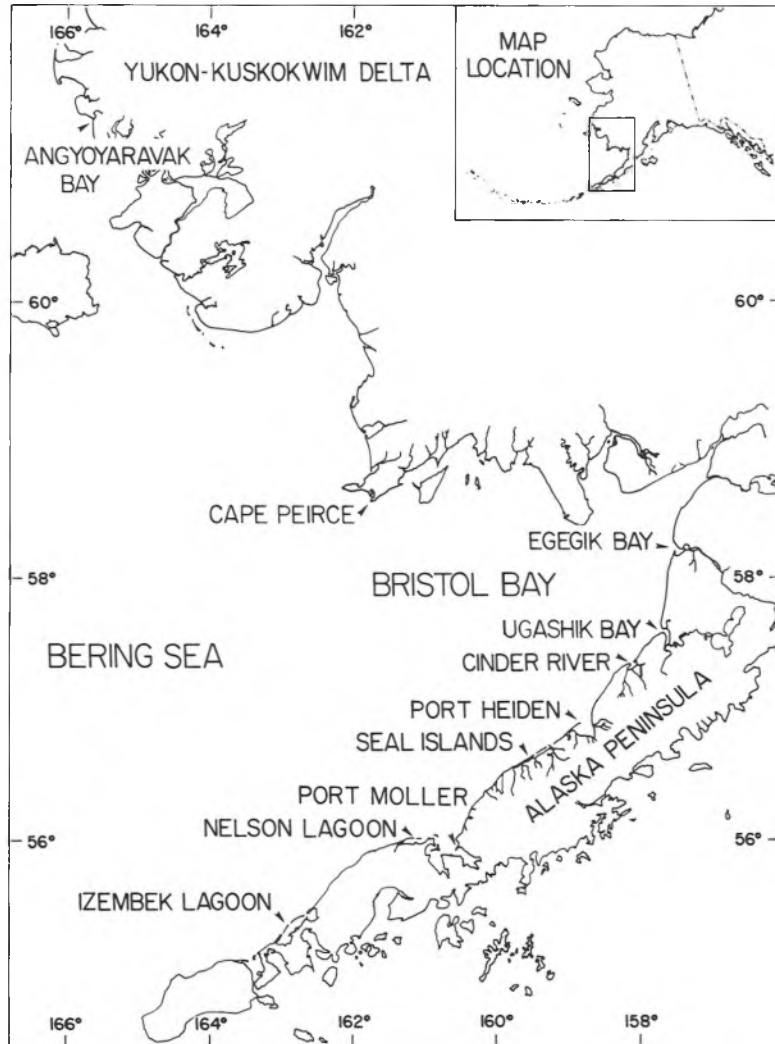 166°
164°
162°
MAP
LOCATION
YUKON-KUSKOKWIM DELTA
ANGYOYARAVAK
BAY
60°
60°
CAPE PEIRCE
EGEGIK BAY
58°
BRISTOL BAY
58°
UGASHIK BAY
BERING SEA
CINDER RIVER
PORT HEIDEN
SEAL ISLANDS
ALASKA PENINSULA
PORT MOLLER
NELSON LAGOON
56°
56°
IZEMBEK LAGOON
166°
164°
162°
160°
158°